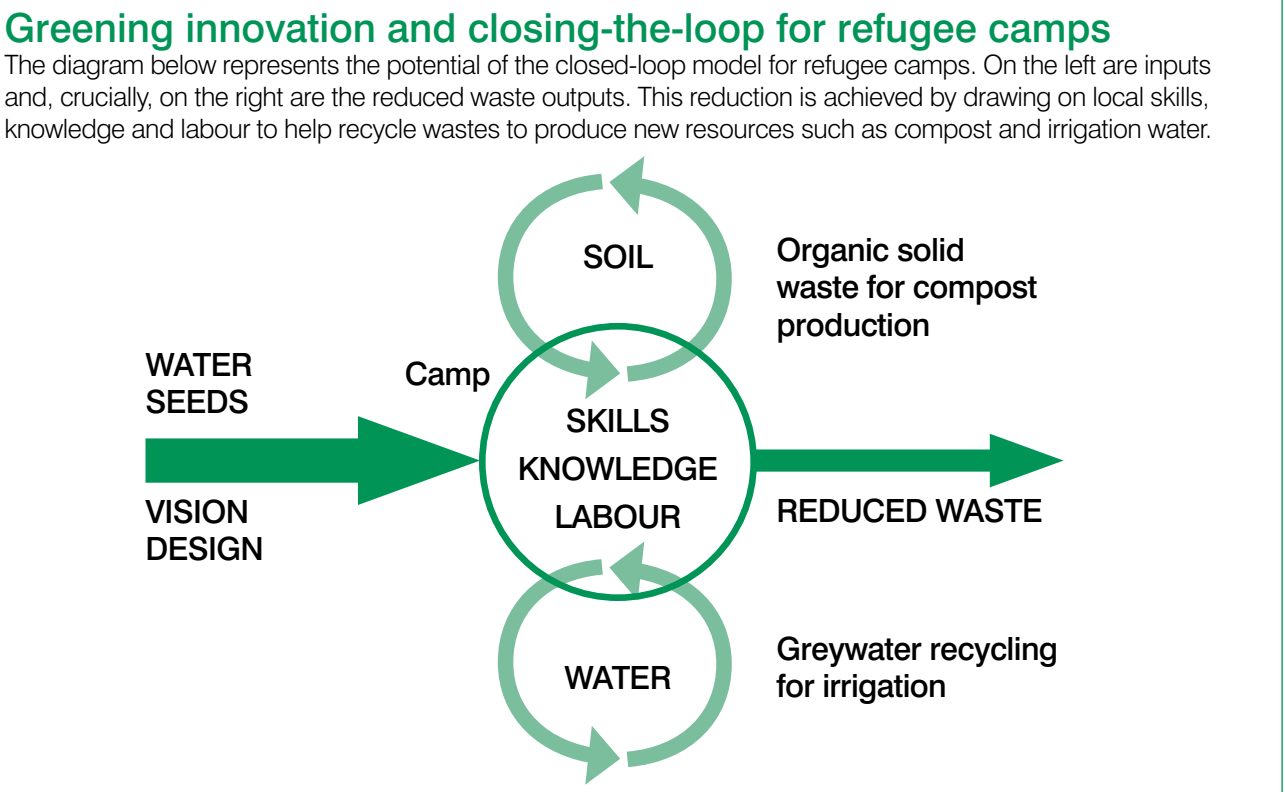 Greening innovation and closing-the-loop for refugee camps
The diagram below represents the potential of the closed-loop model for refugee camps. On the left are inputs
and, crucially, on the right are the reduced waste outputs. This reduction is achieved by drawing on local skills,
knowledge and labour to help recycle wastes to produce new resources such as compost and irrigation water.
SOIL
Organic solid
waste for compost
production
WATER
SEEDS
Camp
SKILLS
KNOWLEDGE
LABOUR
VISION
DESIGN
REDUCED WASTE
WATER
Greywater recycling
for irrigation